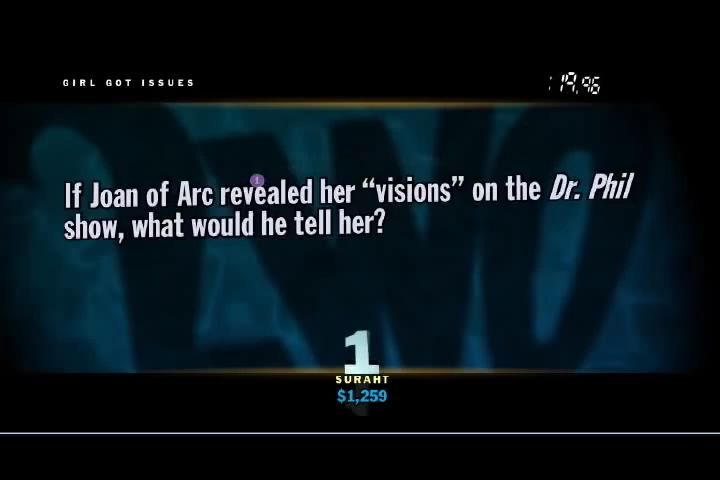 GIRL GOT ISSUES
:19.96
If Joan of Arc revealed her “visions” on the Dr. Phil
show, what would he tell her?
1
SURAHT
$1,259